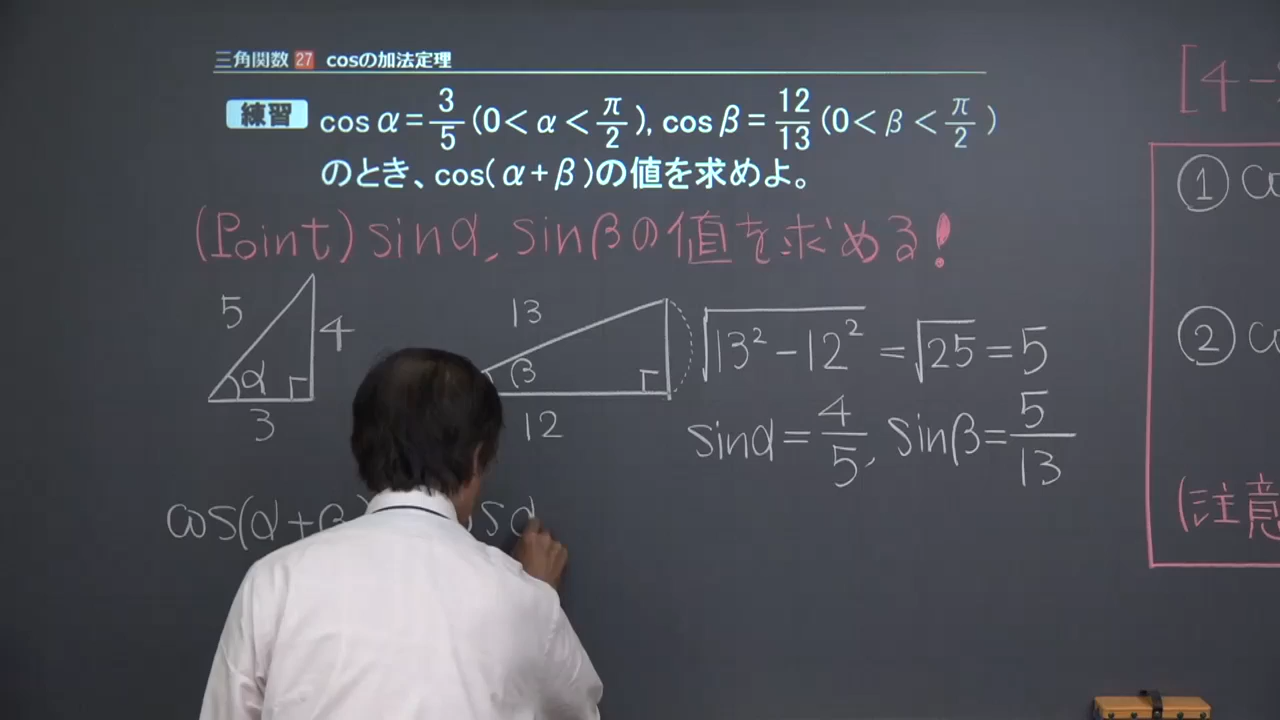 三角関数 27 cosの加法定理
練習 cos α = 3/5 (0 < α < π/2), cos β = 12/13 (0 < β < π/2)
のとき、cos( α + β )の値を求めよ。
(Point) sinα, sinβの値を求める!
5 4 α 3
13 β 12
√(13² − 12²) = √25 = 5
sinα = 4/5, sinβ = 5/13
cos(α + β) sα
[4 −
① co
② co
(注意